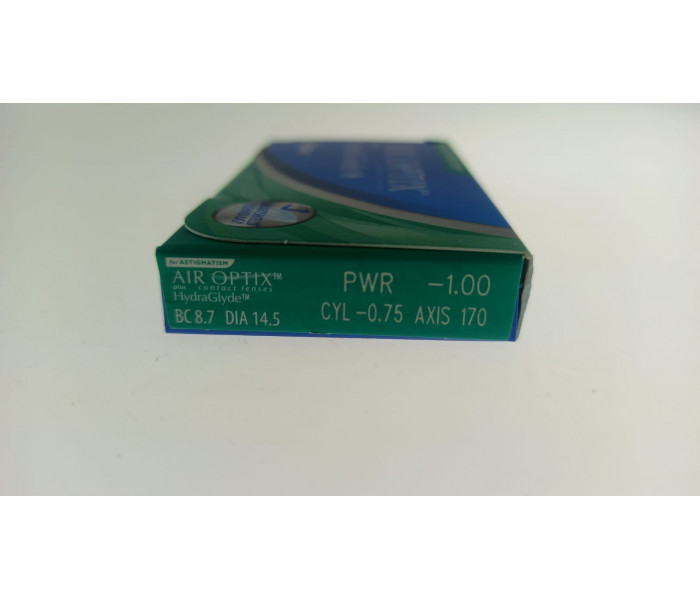 for ASTIGMATISM
AIR OPTIX™
plus contact lenses
HydraGlyde™
BC 8.7 DIA 14.5
PWR -1.00
CYL -0.75 AXIS 170